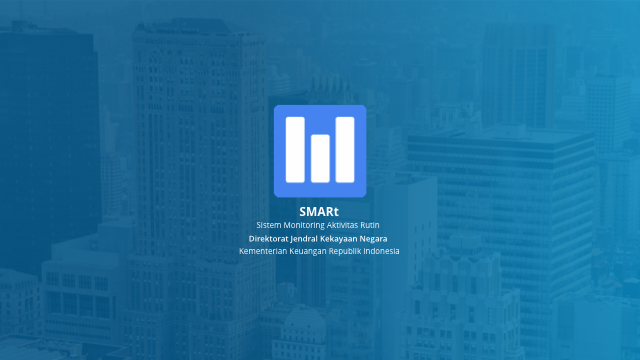 SMARt
Sistem Monitoring Aktivitas Rutin
Direktorat Jendral Kekayaan Negara
Kementerian Keuangan Republik Indonesia